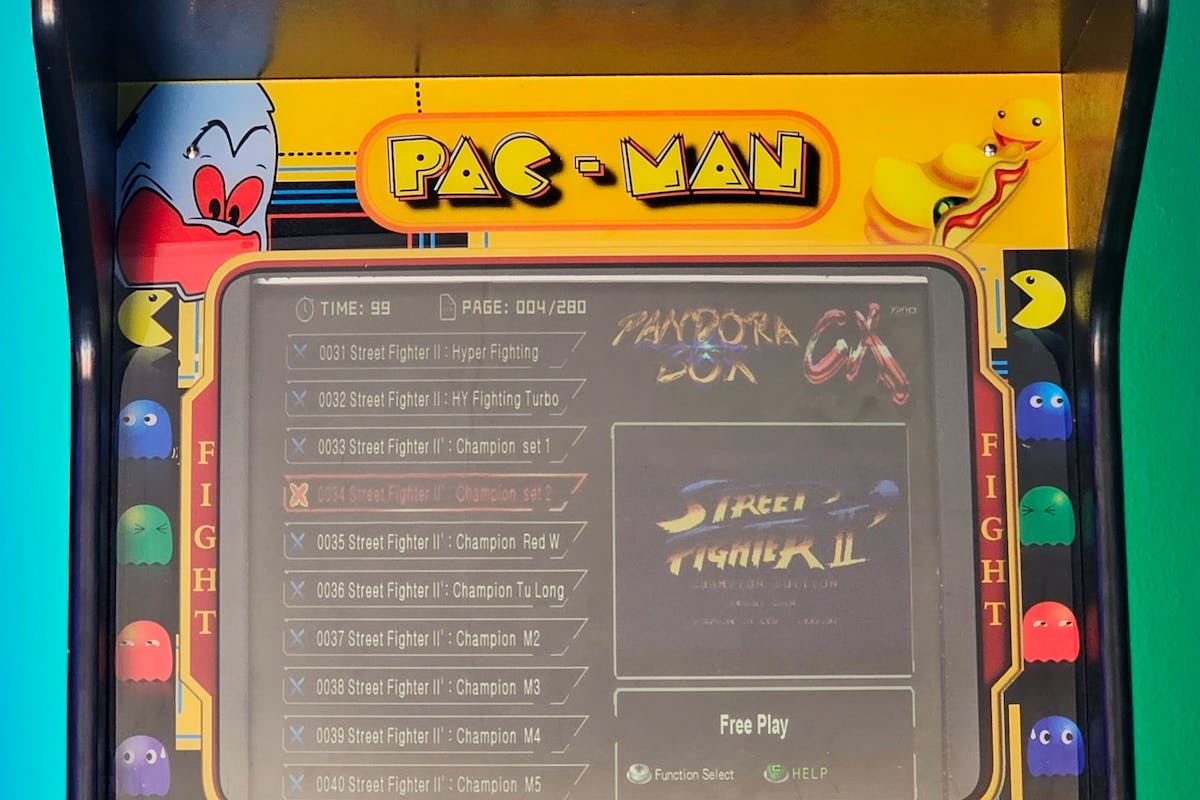 PAC-MAN
TIME: 99 PAGE: 004/280
PANDORA BOX CX
720P
0031 Street Fighter II : Hyper Fighting
0032 Street Fighter II : HY Fighting Turbo
0033 Street Fighter II' : Champion set 1
0034 Street Fighter II' : Champion set 2
0035 Street Fighter II' : Champion Red W
0036 Street Fighter II': Champion Tu Long
0037 Street Fighter II' : Champion M2
0038 Street Fighter II' : Champion M3
0039 Street Fighter II' : Champion M4
0040 Street Fighter II' : Champion M5
STREET
FIGHTER II'
CHAMPION EDITION
Free Play
Function Select HELP
FIGHT
FIGHT